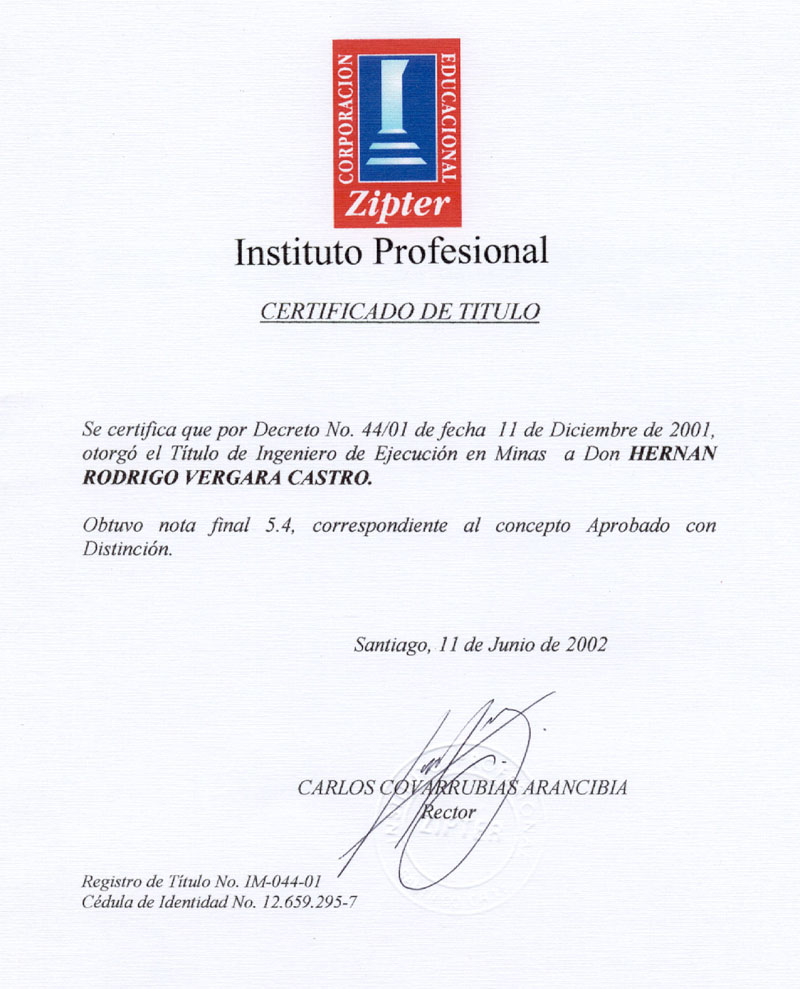 CORPORACION
EDUCACIONAL
Zipter
Instituto Profesional
CERTIFICADO DE TITULO
Se certifica que por Decreto No. 44/01 de fecha 11 de Diciembre de 2001,
otorgó el Título de Ingeniero de Ejecución en Minas a Don HERNAN
RODRIGO VERGARA CASTRO.
Obtuvo nota final 5.4, correspondiente al concepto Aprobado con
Distinción.
Santiago, 11 de Junio de 2002
CARLOS COVARRUBIAS ARANCIBIA
Rector
ZIPTER
Registro de Título No. IM-044-01
Cédula de Identidad No. 12.659.295-7